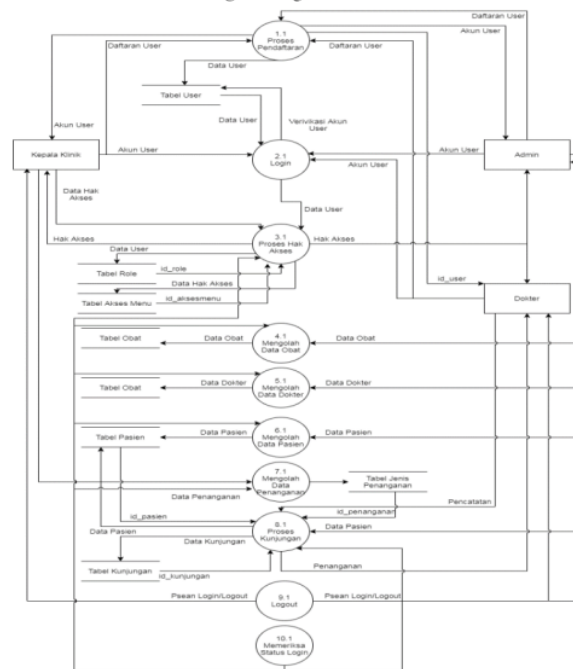 Daftaran User
1.1
Proses
Pendaftaran
Daftaran User
Akun User
Daftaran User
Data User
Tabel User
Akun User
Data User
Verivikasi Akun
User
Kepala Klinik
Akun User
2.1
Login
Akun User
Akun User
Admin
Data Hak
Akses
Data User
Hak Akses
Data User
3.1
Proses Hak
Akses
Hak Akses
Tabel Role
id_role
Data Hak Akses
id_user
Tabel Akses Menu
id_aksesmenu
Dokter
Tabel Obat
Data Obat
4.1
Mengolah
Data Obat
Data Obat
Tabel Obat
Data Dokter
5.1
Mengolah
Data Dokter
Data Dokter
Tabel Pasien
Data Pasien
6.1
Mengolah
Data Pasien
Data Pasien
Data Penanganan
7.1
Mengolah
Data
Penanganan
Tabel Jenis
Penanganan
Pencatatan
id_pasien
id_penanganan
Data Pasien
Data Kunjungan
8.1
Proses
Kunjungan
Data Pasien
Tabel Kunjungan
id_kunjungan
Penanganan
Psean Login/Logout
9.1
Logout
Psean Login/Logout
10.1
Memeriksa
Status Login